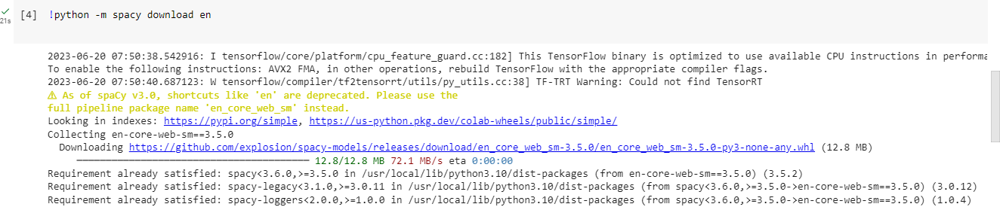 [4] !python -m spacy download en
21s
2023-06-20 07:50:38.542916: I tensorflow/core/platform/cpu_feature_guard.cc:182] This TensorFlow binary is optimized to use available CPU instructions in performa
To enable the following instructions: AVX2 FMA, in other operations, rebuild TensorFlow with the appropriate compiler flags.
2023-06-20 07:50:40.687123: W tensorflow/compiler/tf2tensorrt/utils/py_utils.cc:38] TF-TRT Warning: Could not find TensorRT
⚠ As of spaCy v3.0, shortcuts like 'en' are deprecated. Please use the
full pipeline package name 'en_core_web_sm' instead.
Looking in indexes: https://pypi.org/simple, https://us-python.pkg.dev/colab-wheels/public/simple/
Collecting en-core-web-sm==3.5.0
Downloading https://github.com/explosion/spacy-models/releases/download/en_core_web_sm-3.5.0/en_core_web_sm-3.5.0-py3-none-any.whl (12.8 MB)
12.8/12.8 MB 72.1 MB/s eta 0:00:00
Requirement already satisfied: spacy<3.6.0,>=3.5.0 in /usr/local/lib/python3.10/dist-packages (from en-core-web-sm==3.5.0) (3.5.2)
Requirement already satisfied: spacy-legacy<3.1.0,>=3.0.11 in /usr/local/lib/python3.10/dist-packages (from spacy<3.6.0,>=3.5.0->en-core-web-sm==3.5.0) (3.0.12)
Requirement already satisfied: spacy-loggers<2.0.0,>=1.0.0 in /usr/local/lib/python3.10/dist-packages (from spacy<3.6.0,>=3.5.0->en-core-web-sm==3.5.0) (1.0.4)